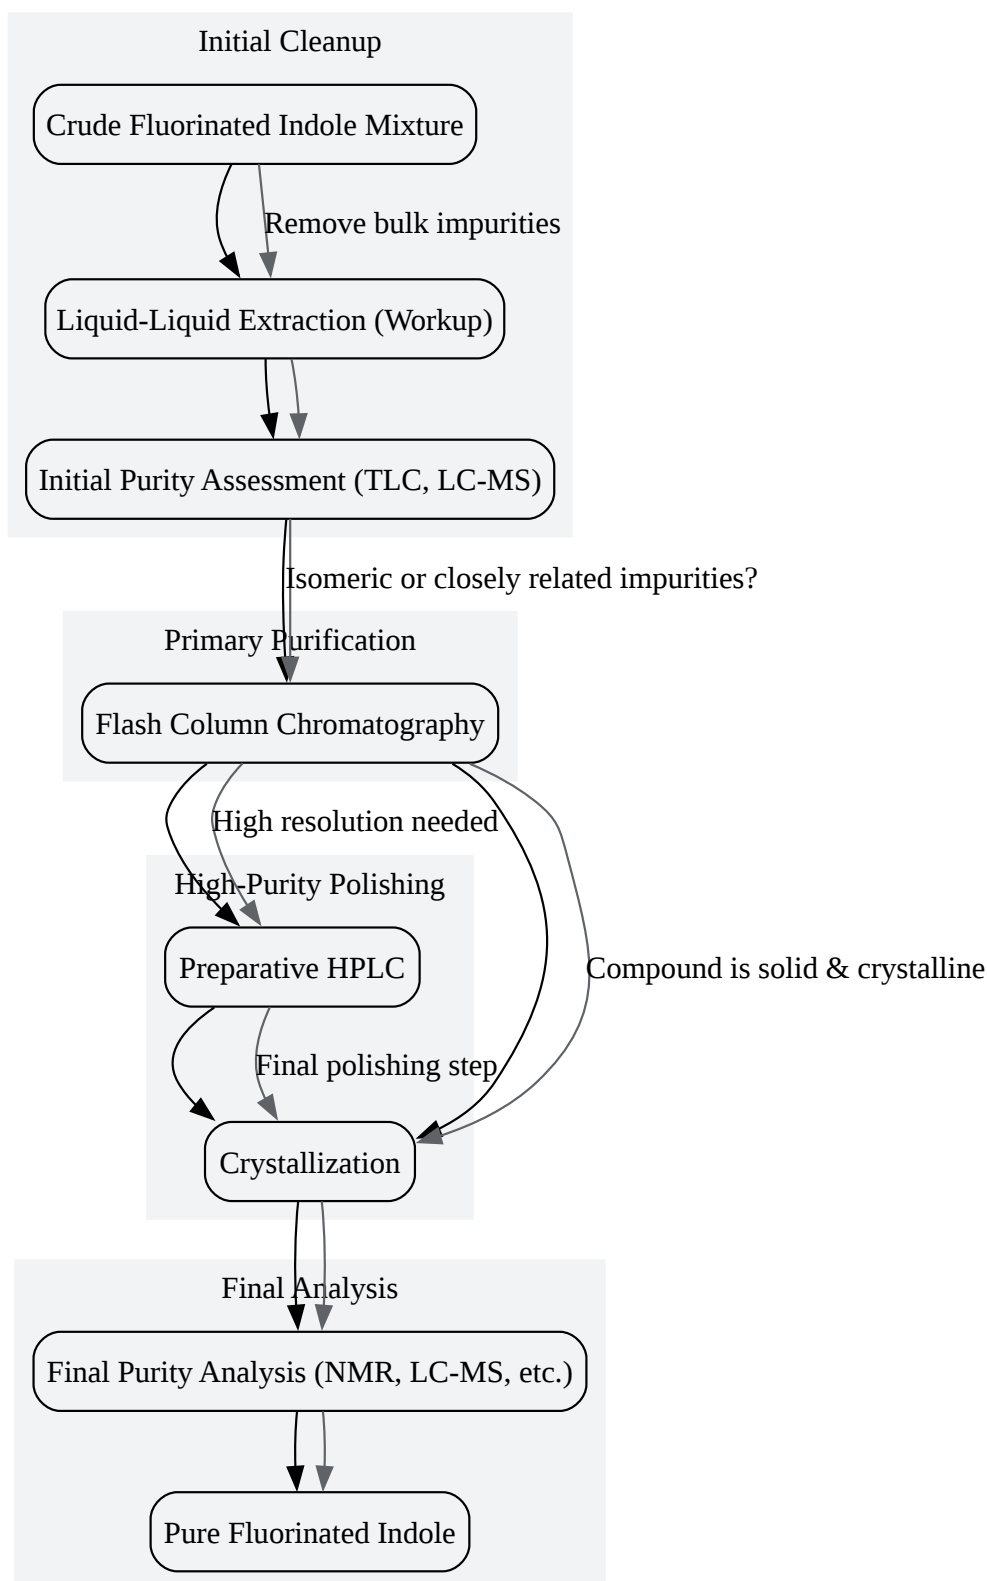 Initial Cleanup
Crude Fluorinated Indole Mixture
Remove bulk impurities
Liquid-Liquid Extraction (Workup)
Initial Purity Assessment (TLC, LC-MS)
Isomeric or closely related impurities?
Primary Purification
Flash Column Chromatography
High resolution needed
High-Purity Polishing
Preparative HPLC
Compound is solid & crystalline
Final polishing step
Crystallization
Final Analysis
Final Purity Analysis (NMR, LC-MS, etc.)
Pure Fluorinated Indole